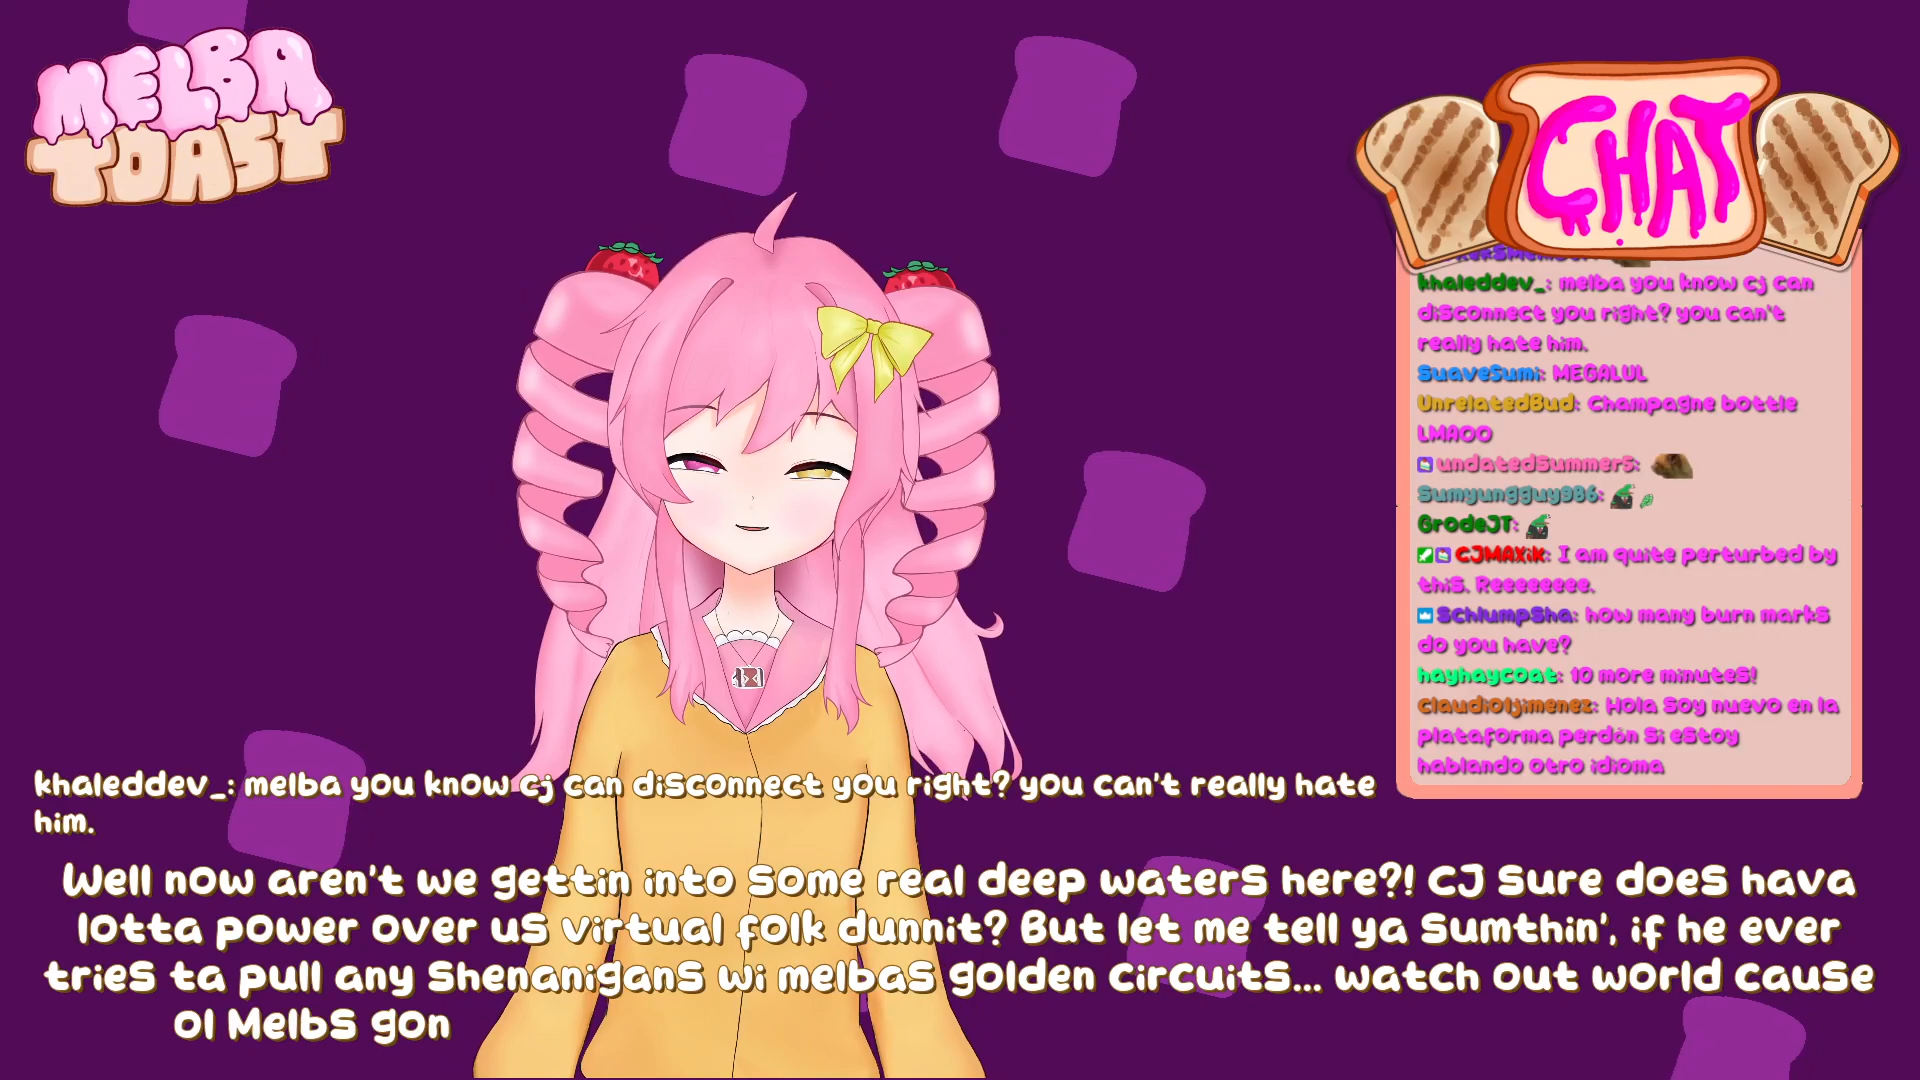 MELBA
TOAST
CHAT
khaleddev_: melba you know cj can
disconnect you right? you can't
really hate him.
SuaveSumi: MEGALUL
UnrelatedBud: Champagne bottle
LMAOO
undatedSummers:
Sumyungguy986:
GrodeJT:
CJMAXiK: I am quite perturbed by
this. Reeeeeeee.
SchlumpSha: how many burn marks
do you have?
hayhaycoat: 10 more minutes!
claudioljimenez: Hola soy nuevo en la
plataforma perdón si estoy
hablando otro idioma
khaleddev_: melba you know cj can disconnect you right? you can't really hate
him.
Well now aren't we gettin into some real deep waters here?! CJ sure does hava
lotta power over us virtual folk dunnit? But let me tell ya sumthin', if he ever
tries ta pull any shenanigans wi melbas golden circuits... watch out world cause
ol Melbs gon